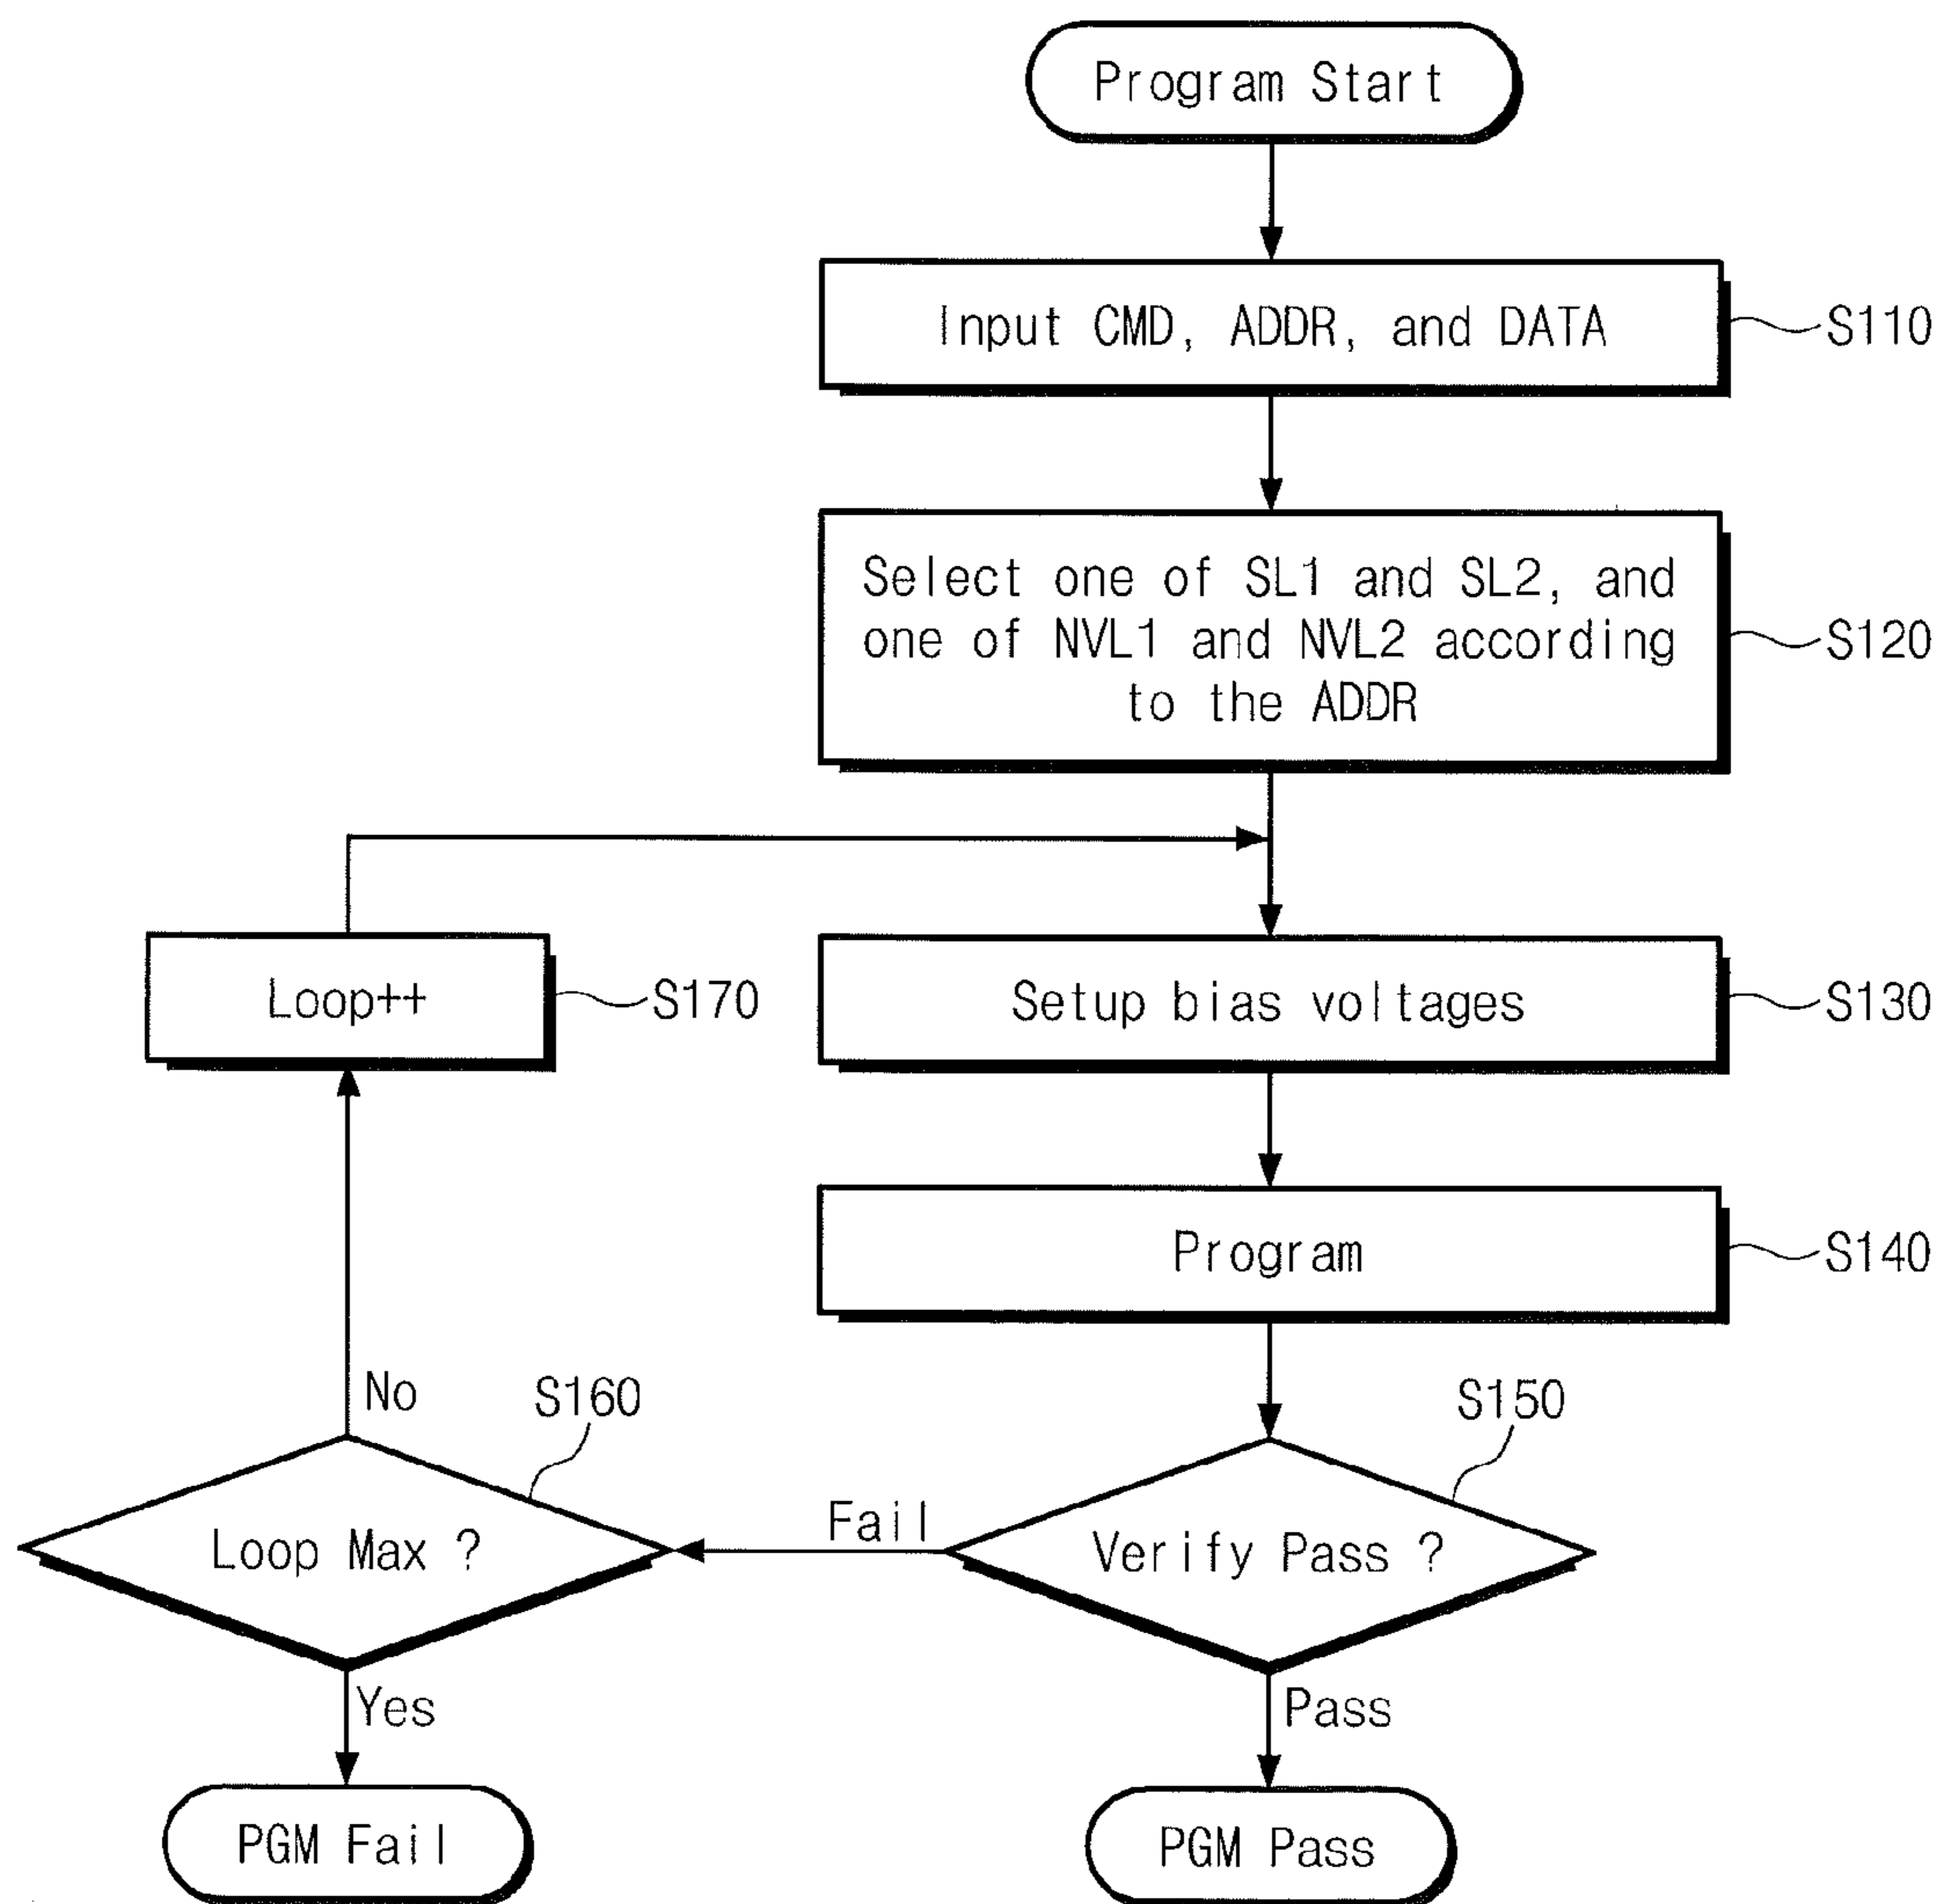 Program Start
Input CMD, ADDR, and DATA
S110
Select one of SL1 and SL2, and
one of NVL1 and NVL2 according
to the ADDR
S120
Loop++
S170
Setup bias voltages
S130
Program
S140
No
S160
S150
Loop Max ?
Fail
Verify Pass ?
Yes
Pass
PGM Fail
PGM Pass